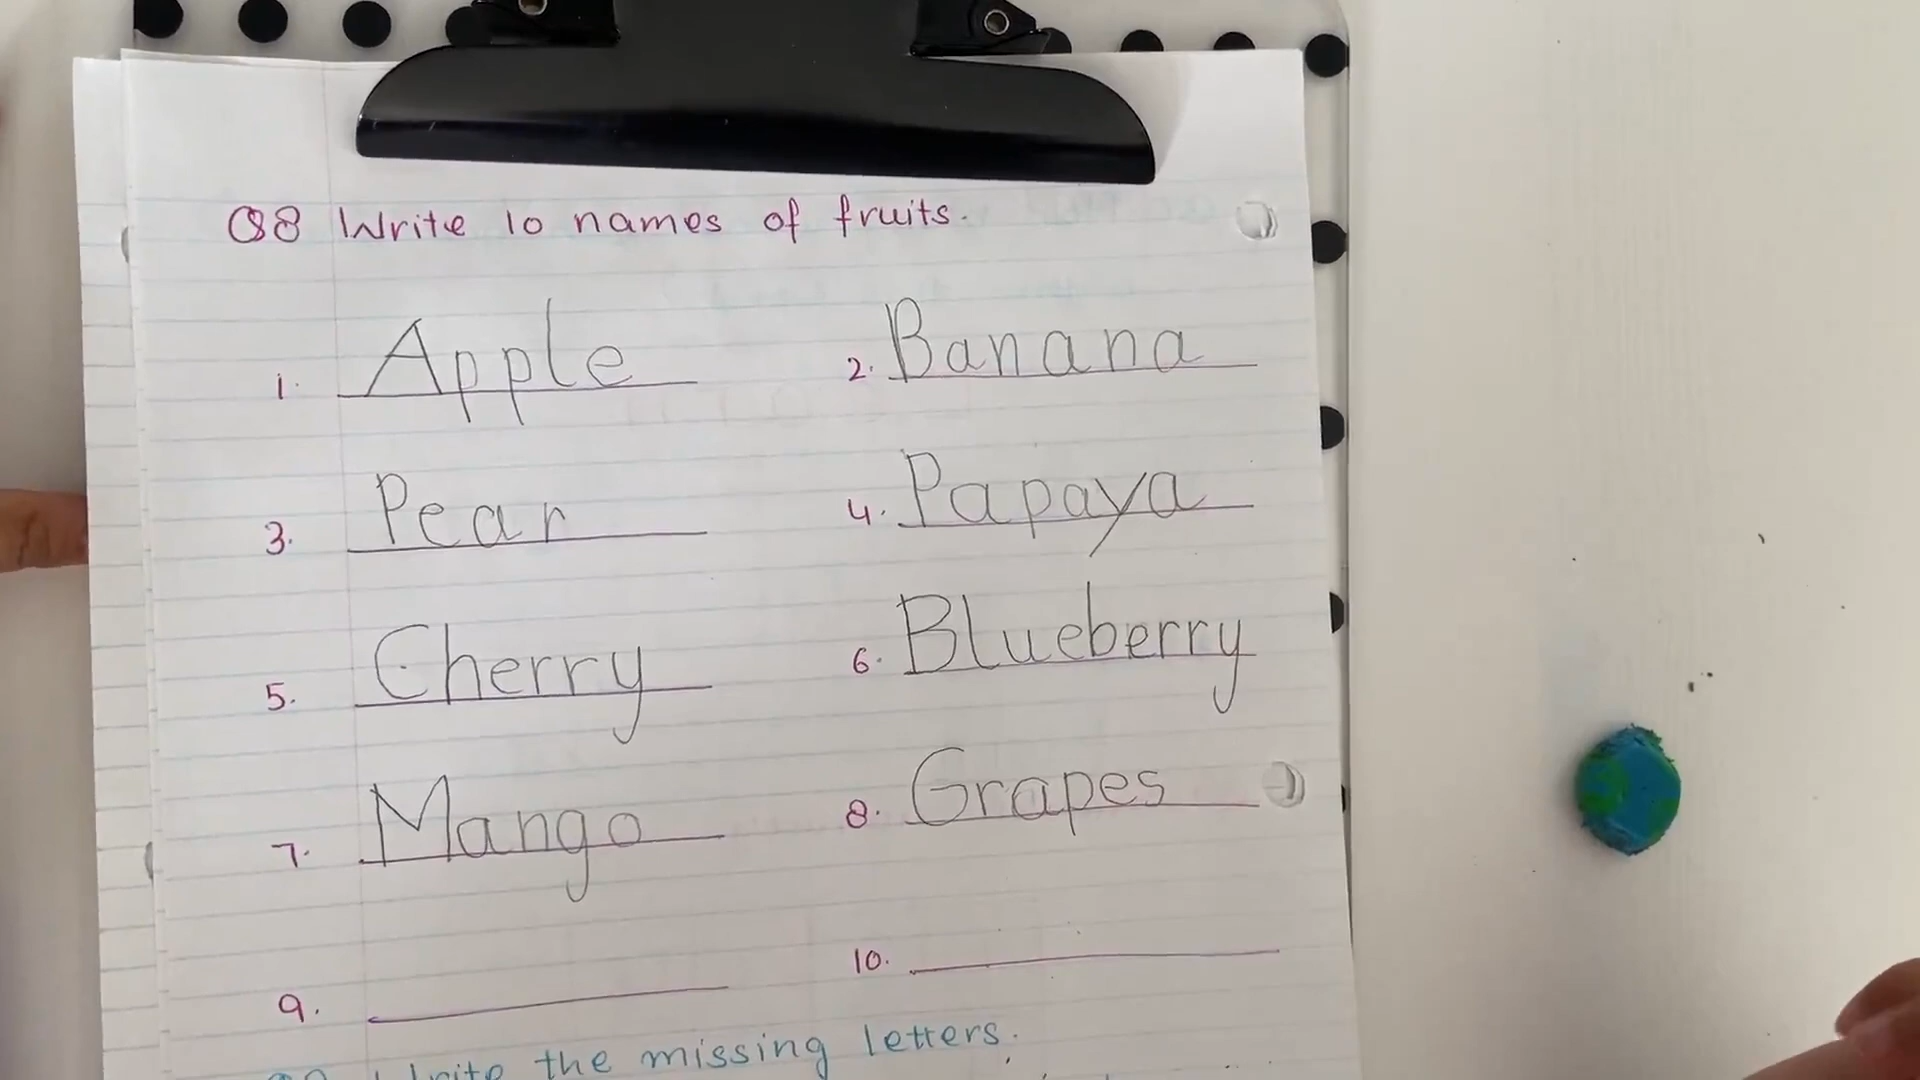 Q8 Write 10 names of fruits.
1. Apple 2. Banana
3. Pear 4. Papaya
5. Cherry 6. Blueberry
7. Mango 8. Grapes
9. 10.
Write the missing letters.